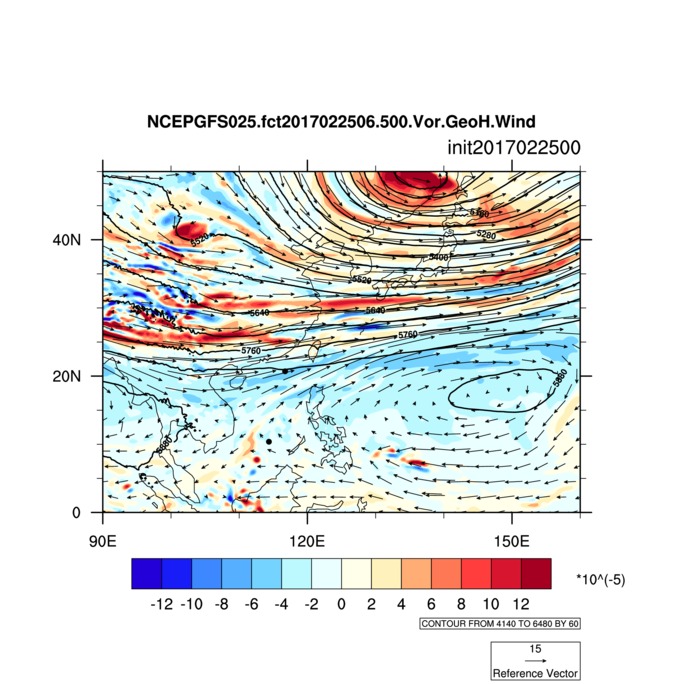 NCEPGFS025.fct2017022506.500.Vor.GeoH.Wind
init2017022500
40N
20N
0
90E
120E
150E
5520
5160
5280
5400
5520
5640
5640
5760
5760
5880
5880
-12 -10 -8 -6 -4 -2 0 2 4 6 8 10 12
*10^(-5)
CONTOUR FROM 4140 TO 6480 BY 60
15
Reference Vector